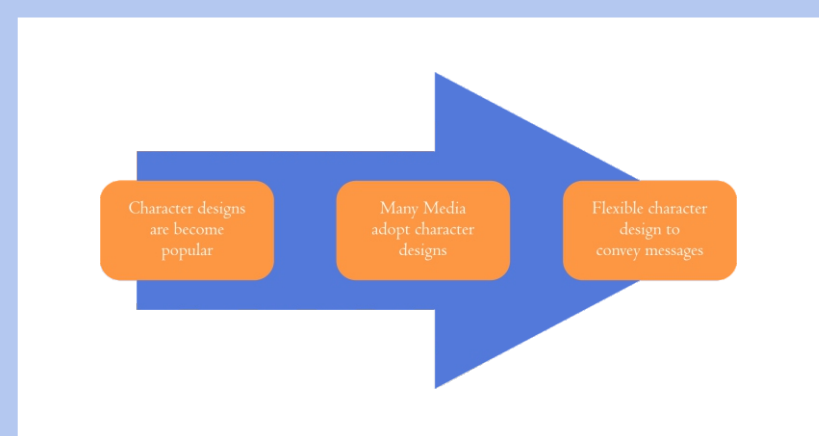 Character designs
are become
popular
Many Media
adopt character
designs
Flexible character
design to
convey messages